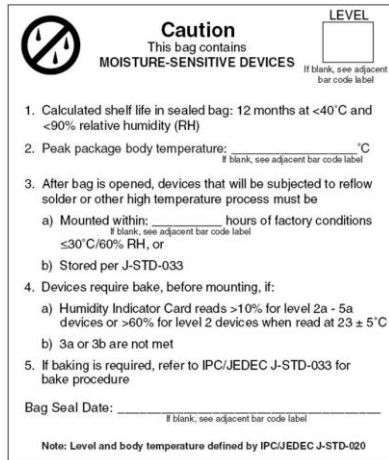 Caution
LEVEL
This bag contains
MOISTURE-SENSITIVE DEVICES
If blank, see adjacent
bar code label
1. Calculated shelf life in sealed bag: 12 months at <40˚C and
<90% relative humidity (RH)
2. Peak package body temperature: ____________________˚C
If blank, see adjacent bar code label
3. After bag is opened, devices that will be subjected to reflow
solder or other high temperature process must be
a) Mounted within: ___________ hours of factory conditions
If blank, see adjacent bar code label
≤30˚C/60% RH, or
b) Stored per J-STD-033
4. Devices require bake, before mounting, if:
a) Humidity Indicator Card reads >10% for level 2a - 5a
devices or >60% for level 2 devices when read at 23 ± 5˚C
b) 3a or 3b are not met
5. If baking is required, refer to IPC/JEDEC J-STD-033 for
bake procedure
Bag Seal Date: ______________________________________
If blank, see adjacent bar code label
Note: Level and body temperature defined by IPC/JEDEC J-STD-020